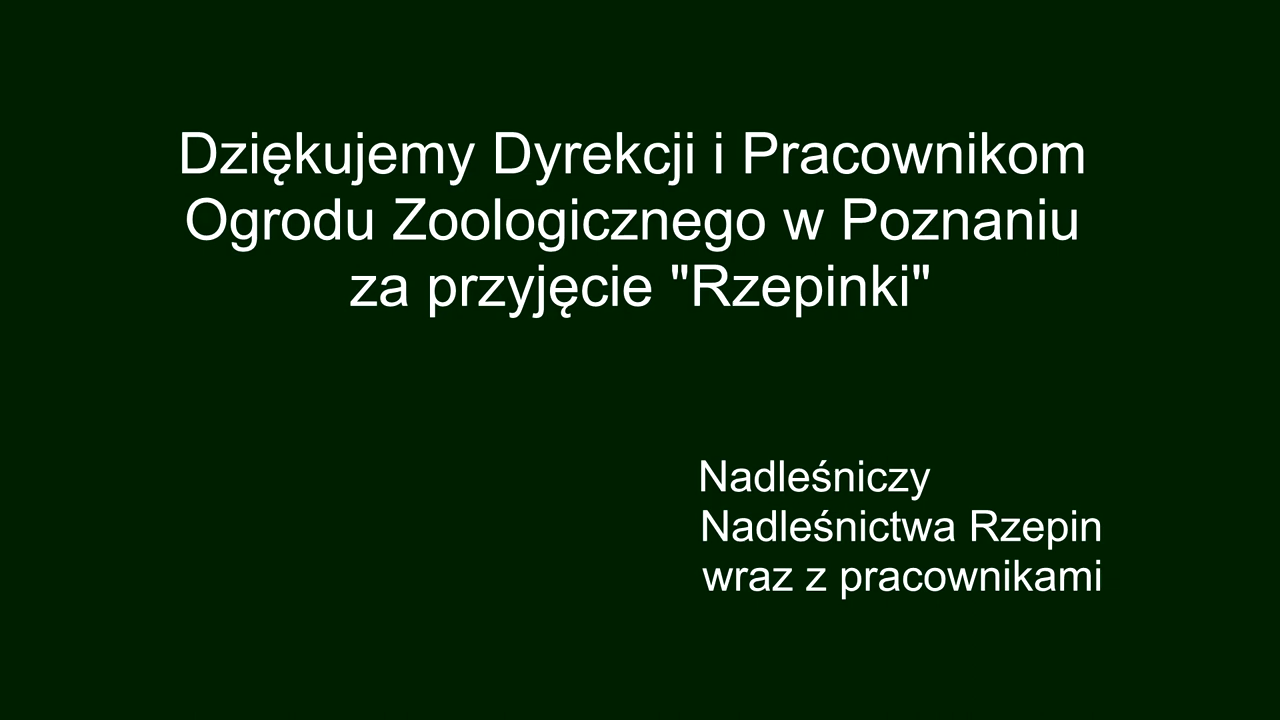 Dziękujemy Dyrekcji i Pracownikom
Ogrodu Zoologicznego w Poznaniu
za przyjęcie "Rzepinki"
Nadleśniczy
Nadleśnictwa Rzepin
wraz z pracownikami